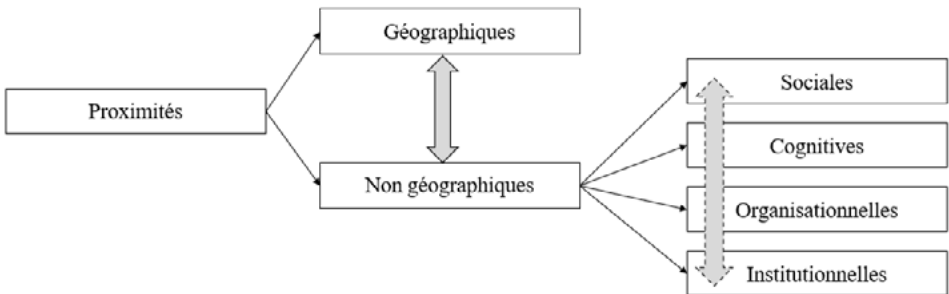 Géographiques
Proximités
Non géographiques
Sociales
Cognitives
Organisationnelles
Institutionnelles